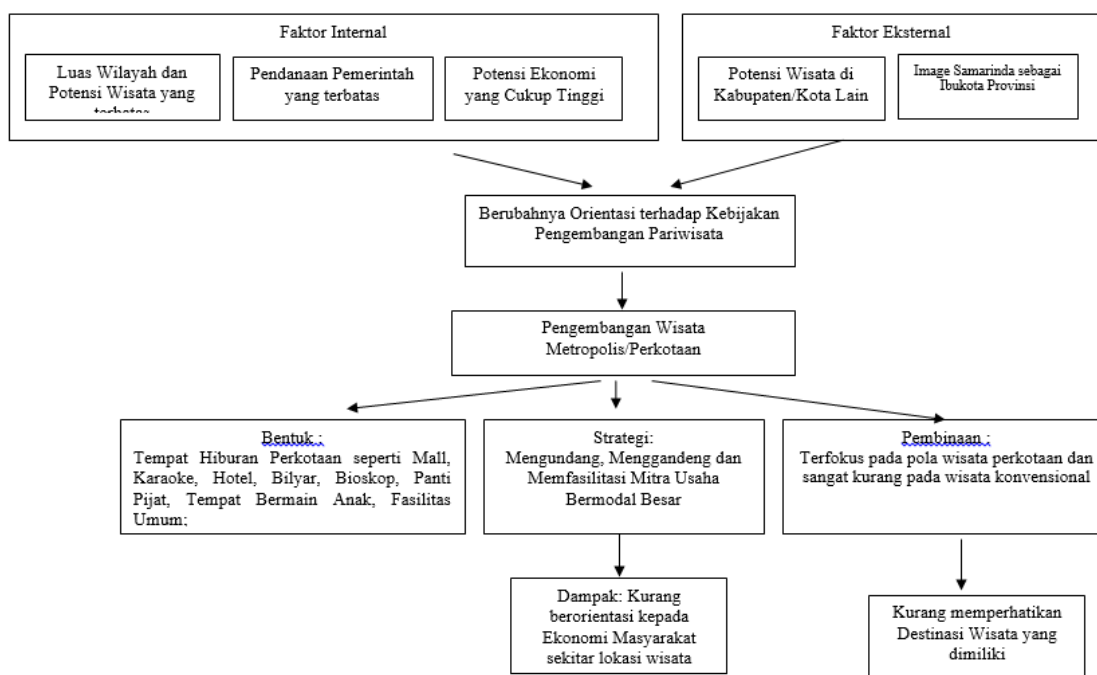 Faktor Internal
Luas Wilayah dan
Potensi Wisata yang
Pendanaan Pemerintah
yang terbatas
Potensi Ekonomi
yang Cukup Tinggi
Faktor Eksternal
Potensi Wisata di
Kabupaten/Kota Lain
Image Samarinda sebagai
Ibukota Provinsi
Berubahnya Orientasi terhadap Kebijakan
Pengembangan Pariwisata
Pengembangan Wisata
Metropolis/Perkotaan
Bentuk :
Tempat Hiburan Perkotaan seperti Mall,
Karaoke, Hotel, Bilyar, Bioskop, Panti
Pijat, Tempat Bermain Anak, Fasilitas
Umum;
Strategi:
Mengundang, Menggandeng dan
Memfasilitasi Mitra Usaha
Bermodal Besar
Pembinaan :
Terfokus pada pola wisata perkotaan dan
sangat kurang pada wisata konvensional
Dampak: Kurang
berorientasi kepada
Ekonomi Masyarakat
sekitar lokasi wisata
Kurang memperhatikan
Destinasi Wisata yang
dimiliki